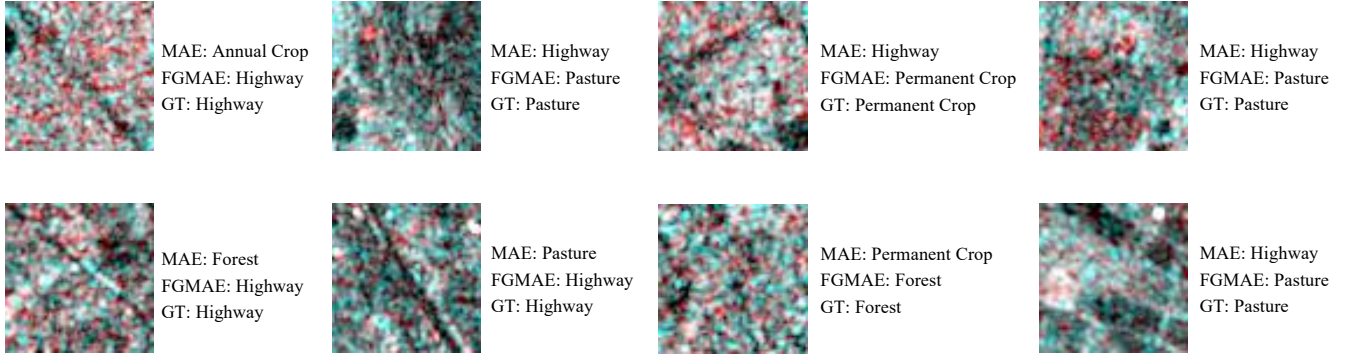 MAE: Annual Crop
FGMAE: Highway
GT: Highway
MAE: Highway
FGMAE: Pasture
GT: Pasture
MAE: Highway
FGMAE: Permanent Crop
GT: Permanent Crop
MAE: Highway
FGMAE: Pasture
GT: Pasture
MAE: Forest
FGMAE: Highway
GT: Highway
MAE: Pasture
FGMAE: Highway
GT: Highway
MAE: Permanent Crop
FGMAE: Forest
GT: Forest
MAE: Highway
FGMAE: Pasture
GT: Pasture